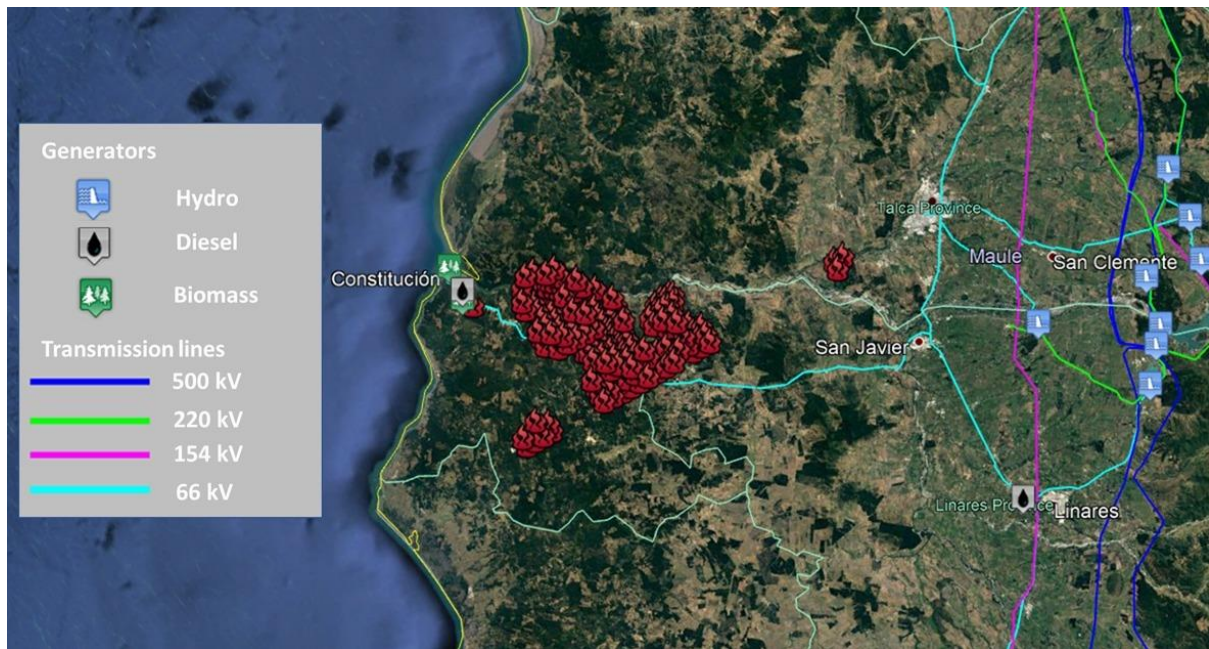 Generators
Hydro
Diesel
Biomass
Transmission lines
500 kV
220 kV
154 kV
66 kV
Constitución
Talca Province
Maule
San Clemente
San Javier
Linares Province
Linares